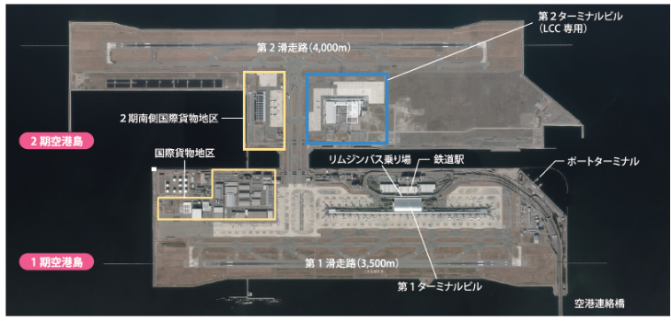 第2ターミナルビル
（LCC専用）
第2滑走路（4,000m）
2期南側国際貨物地区
2期空港島
国際貨物地区
リムジンバス乗り場
鉄道駅
ポートターミナル
1期空港島
第1滑走路（3,500m）
第1ターミナルビル
空港連絡橋